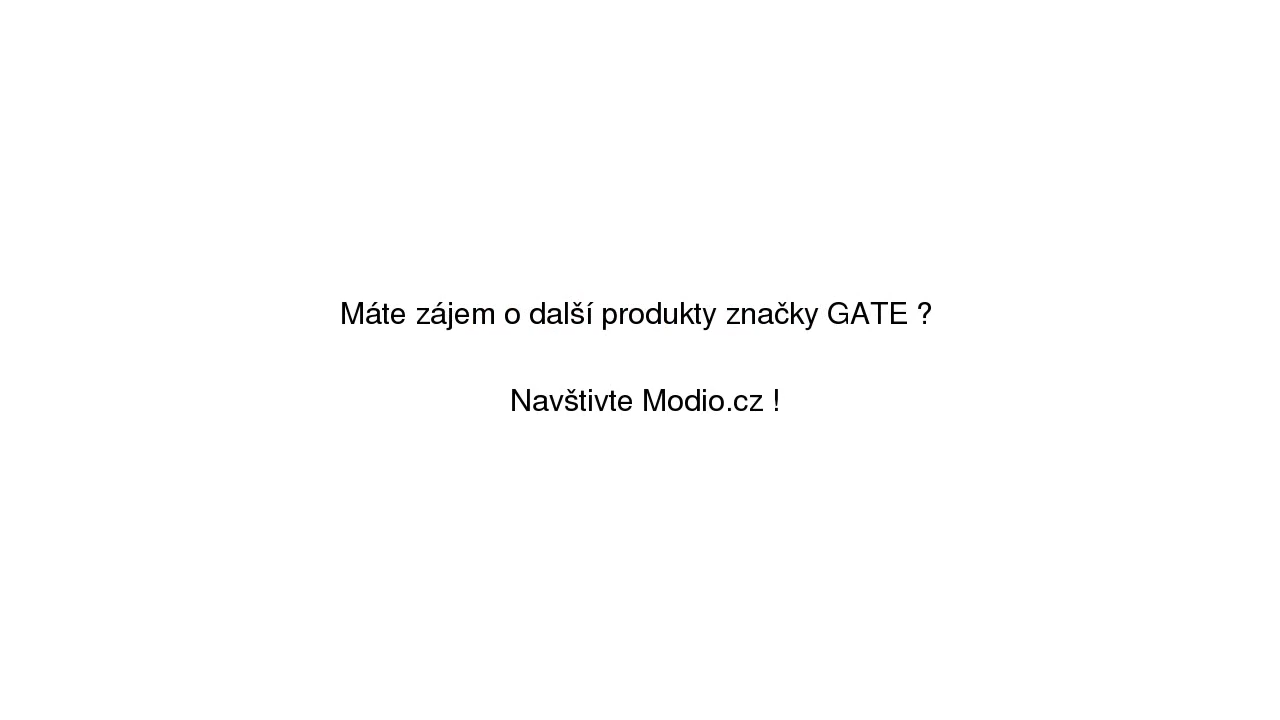 Máte zájem o další produkty značky GATE ?
Navštivte Modio.cz !